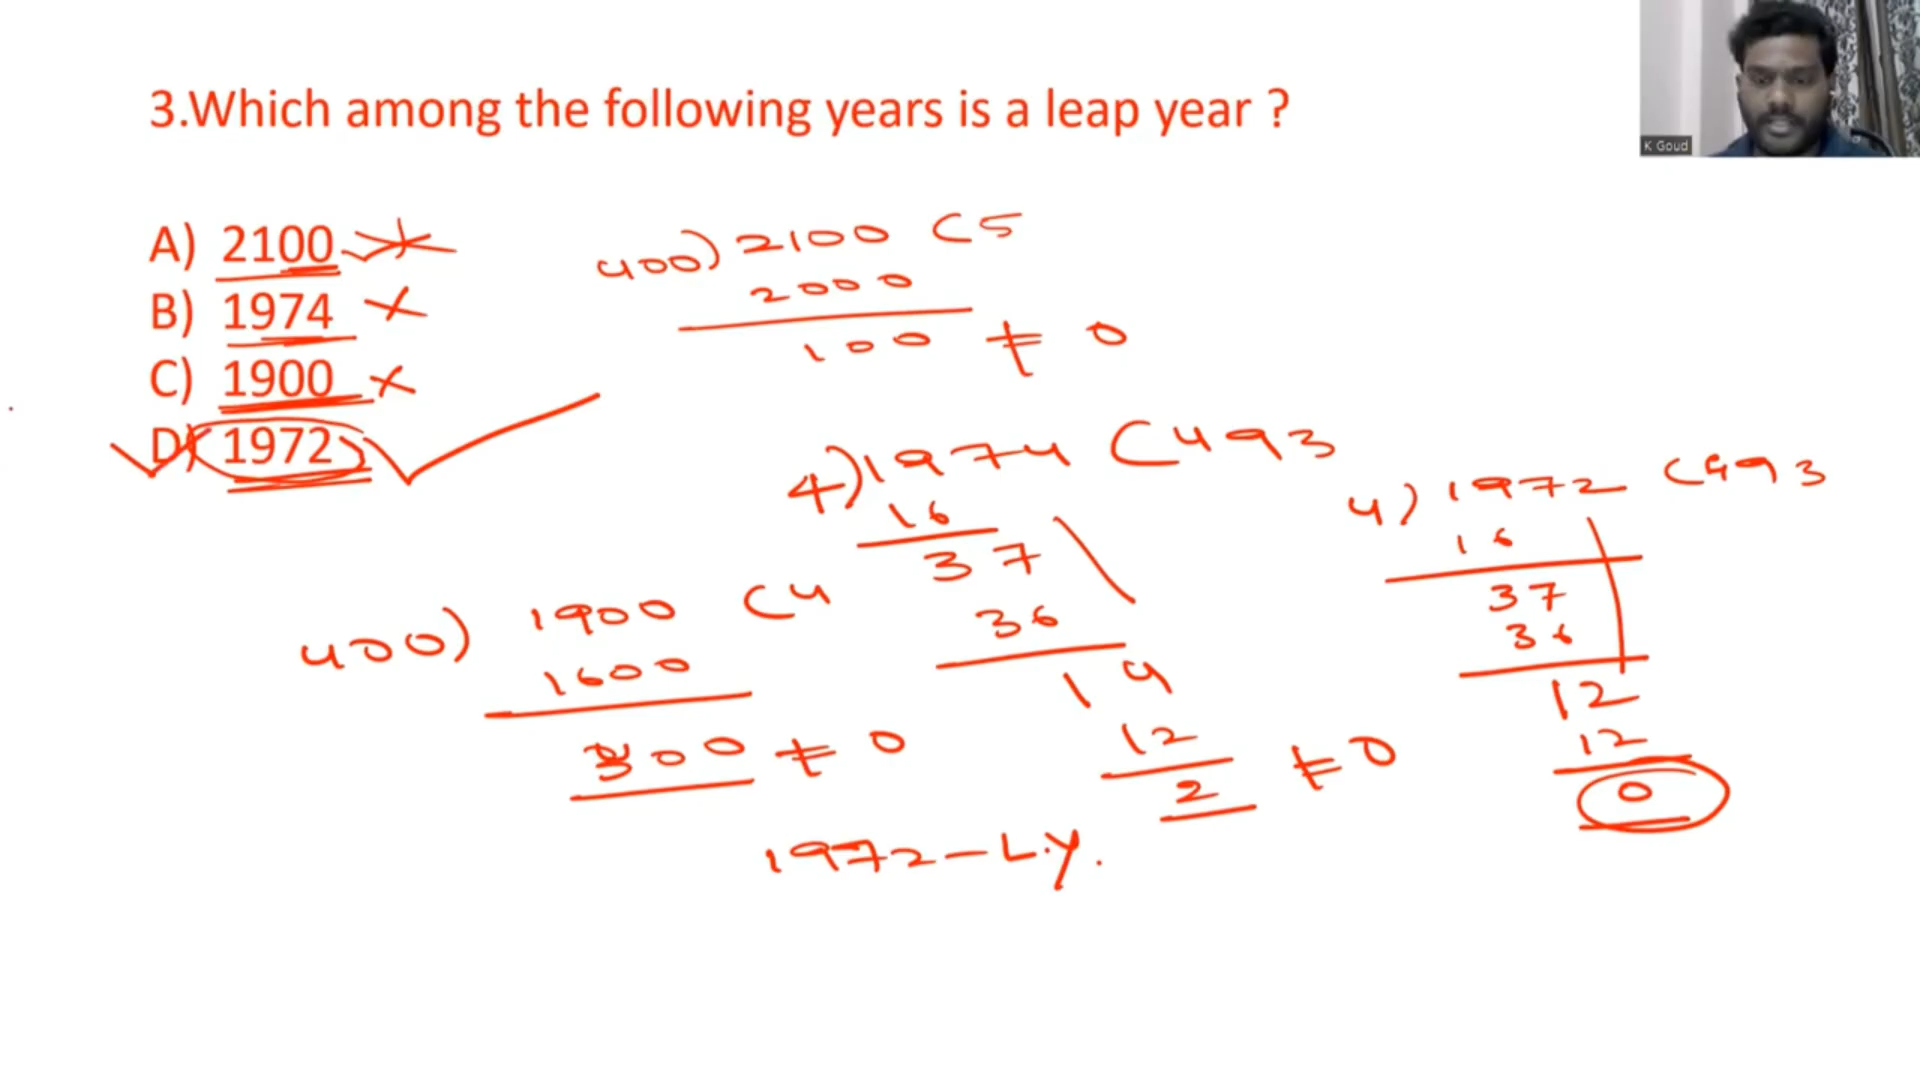 3.Which among the following years is a leap year ?
K Goud
A) 2100
B) 1974
C) 1900
D) 1972
400) 2100 (5
2000
100 ≠ 0
4) 1974 (493
16
37
36
14
12
2 ≠ 0
4) 1972 (493
16
37
36
12
12
0
400) 1900 (4
1600
300 ≠ 0
1972 - L.Y.